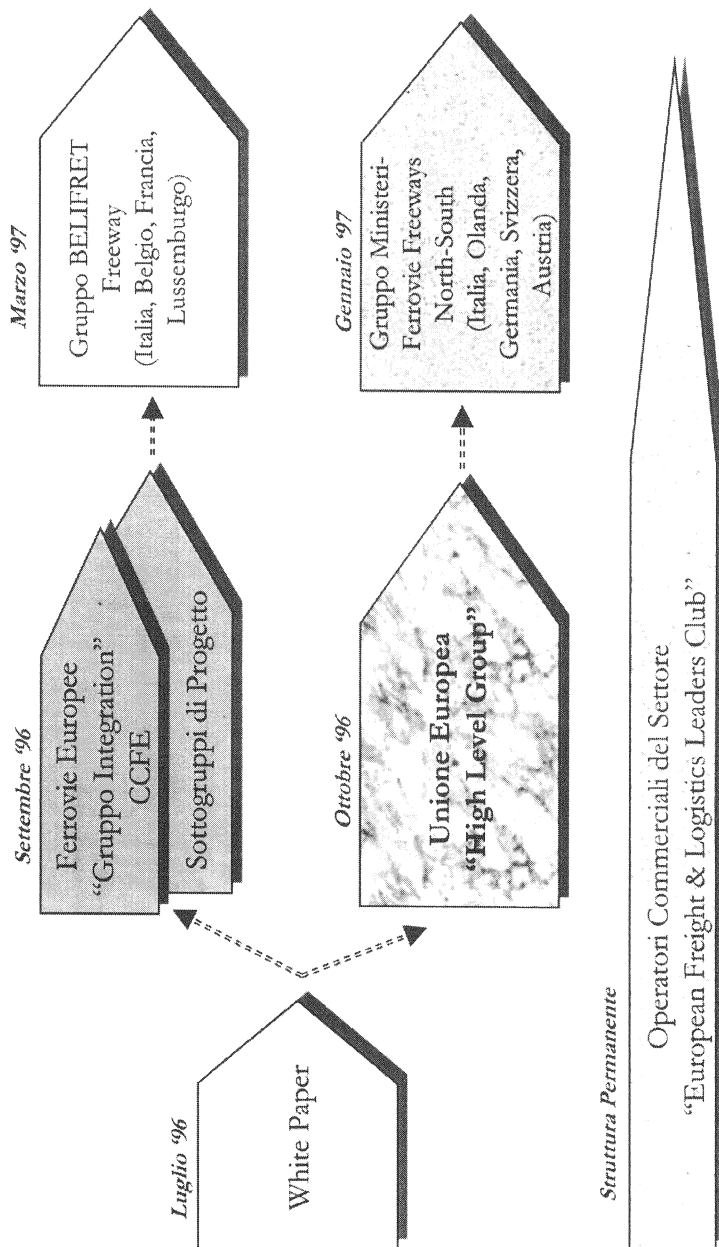 Luglio '96
White Paper
Settembre '96
Ferrovie Europee
“Gruppo Integration”
CCFE
Sottogruppi di Progetto
Marzo '97
Gruppo BELIFRET
Freeway
(Italia, Belgio, Francia,
Lussemburgo)
Ottobre '96
Unione Europea
“High Level Group”
Gennaio '97
Gruppo Ministeri-
Ferrovie Freeways
North-South
(Italia, Olanda,
Germania, Svizzera,
Austria)
Struttura Permanente
Operatori Commerciali del Settore
“European Freight & Logistics Leaders Club”